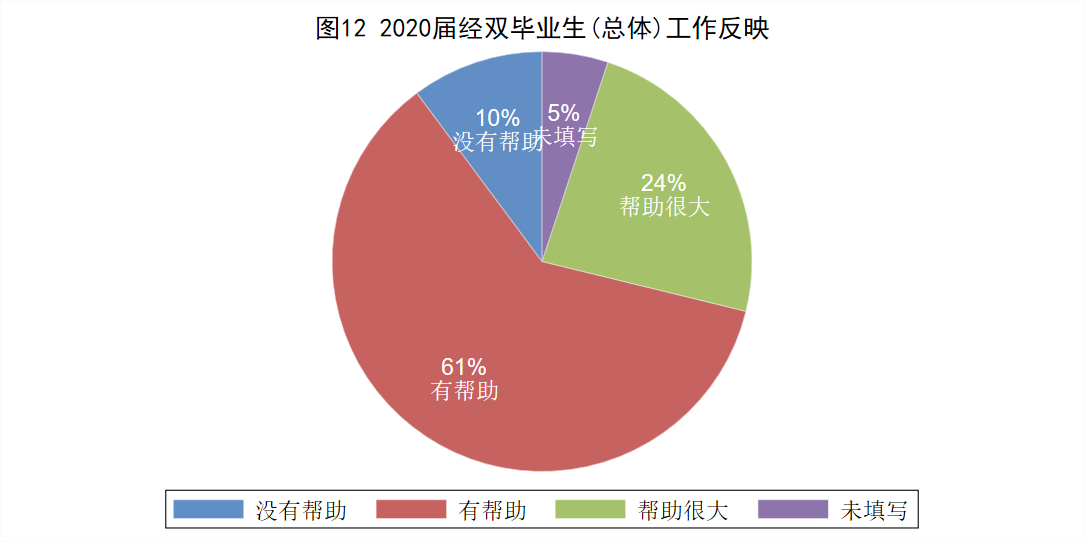 图12 2020届经双毕业生(总体)工作反映
10%
没有帮助
5%
未填写
24%
帮助很大
61%
有帮助
没有帮助 有帮助 帮助很大 未填写